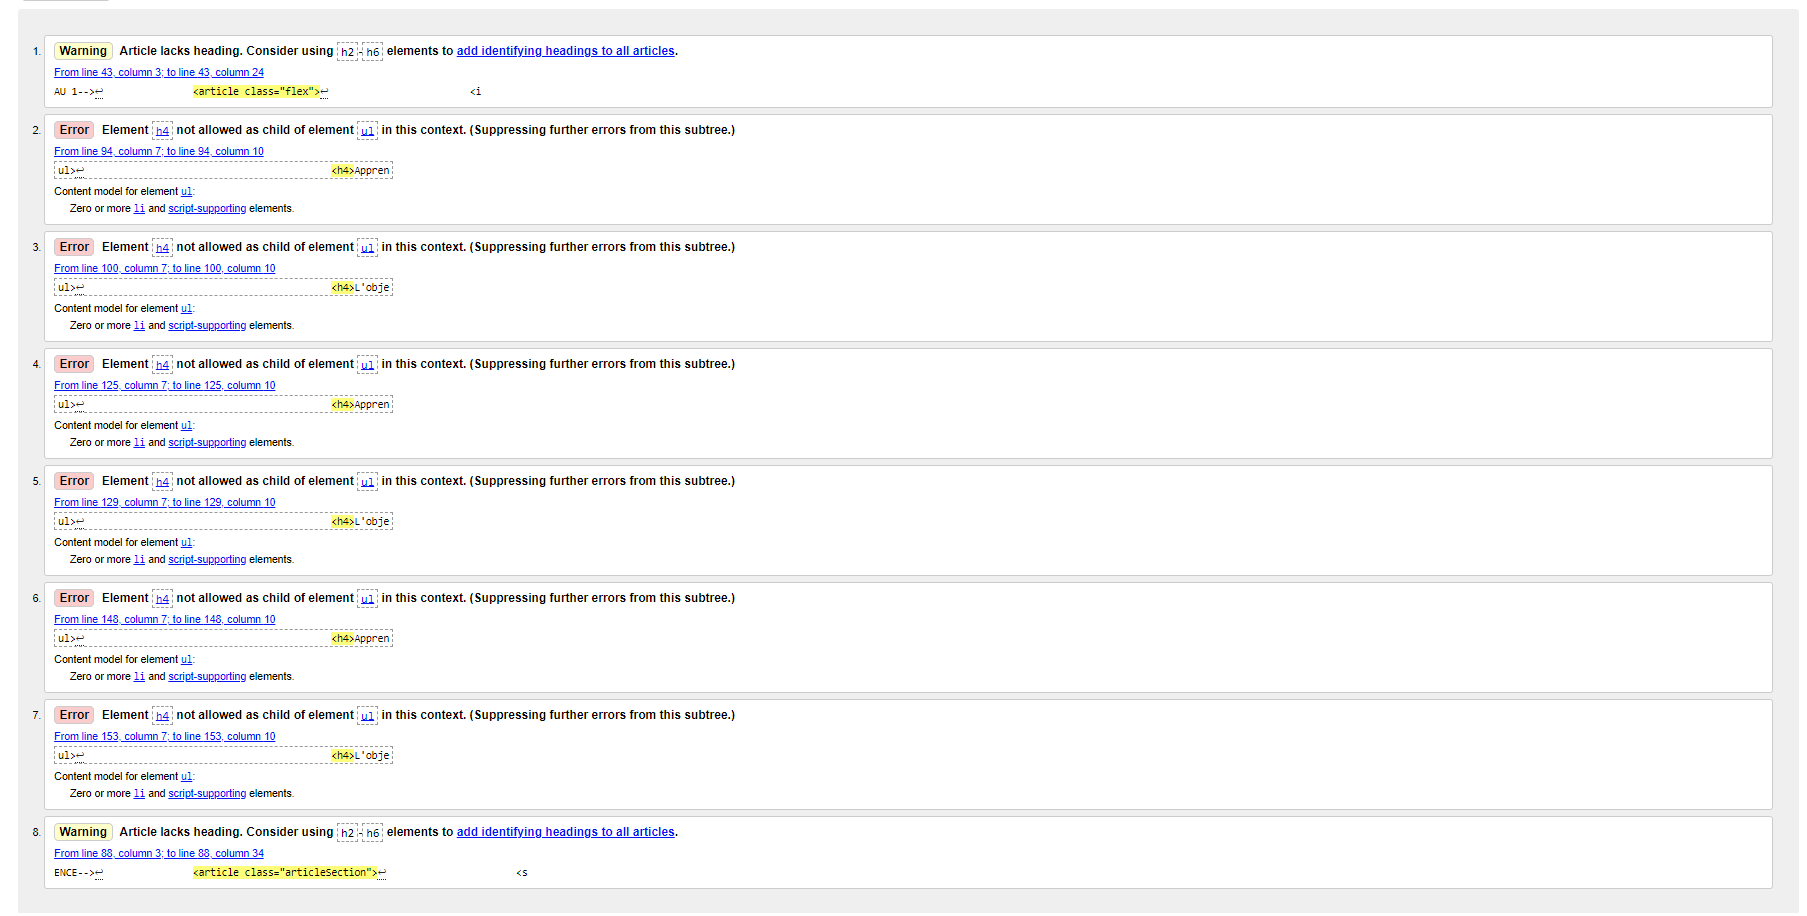 1. Warning Article lacks heading. Consider using h2-h6 elements to add identifying headings to all articles.
From line 43, column 3; to line 43, column 24
AU 1-->↩ <article class="flex">↩ <i
2. Error Element h4 not allowed as child of element ul in this context. (Suppressing further errors from this subtree.)
From line 94, column 7; to line 94, column 10
ul>↩ <h4>Appren
Content model for element ul:
Zero or more li and script-supporting elements.
3. Error Element h4 not allowed as child of element ul in this context. (Suppressing further errors from this subtree.)
From line 100, column 7; to line 100, column 10
ul>↩ <h4>L'obje
Content model for element ul:
Zero or more li and script-supporting elements.
4. Error Element h4 not allowed as child of element ul in this context. (Suppressing further errors from this subtree.)
From line 125, column 7; to line 125, column 10
ul>↩ <h4>Appren
Content model for element ul:
Zero or more li and script-supporting elements.
5. Error Element h4 not allowed as child of element ul in this context. (Suppressing further errors from this subtree.)
From line 129, column 7; to line 129, column 10
ul>↩ <h4>L'obje
Content model for element ul:
Zero or more li and script-supporting elements.
6. Error Element h4 not allowed as child of element ul in this context. (Suppressing further errors from this subtree.)
From line 148, column 7; to line 148, column 10
ul>↩ <h4>Appren
Content model for element ul:
Zero or more li and script-supporting elements.
7. Error Element h4 not allowed as child of element ul in this context. (Suppressing further errors from this subtree.)
From line 153, column 7; to line 153, column 10
ul>↩ <h4>L'obje
Content model for element ul:
Zero or more li and script-supporting elements.
8. Warning Article lacks heading. Consider using h2-h6 elements to add identifying headings to all articles.
From line 88, column 3; to line 88, column 34
ENCE-->↩ <article class="articleSection">↩ <s